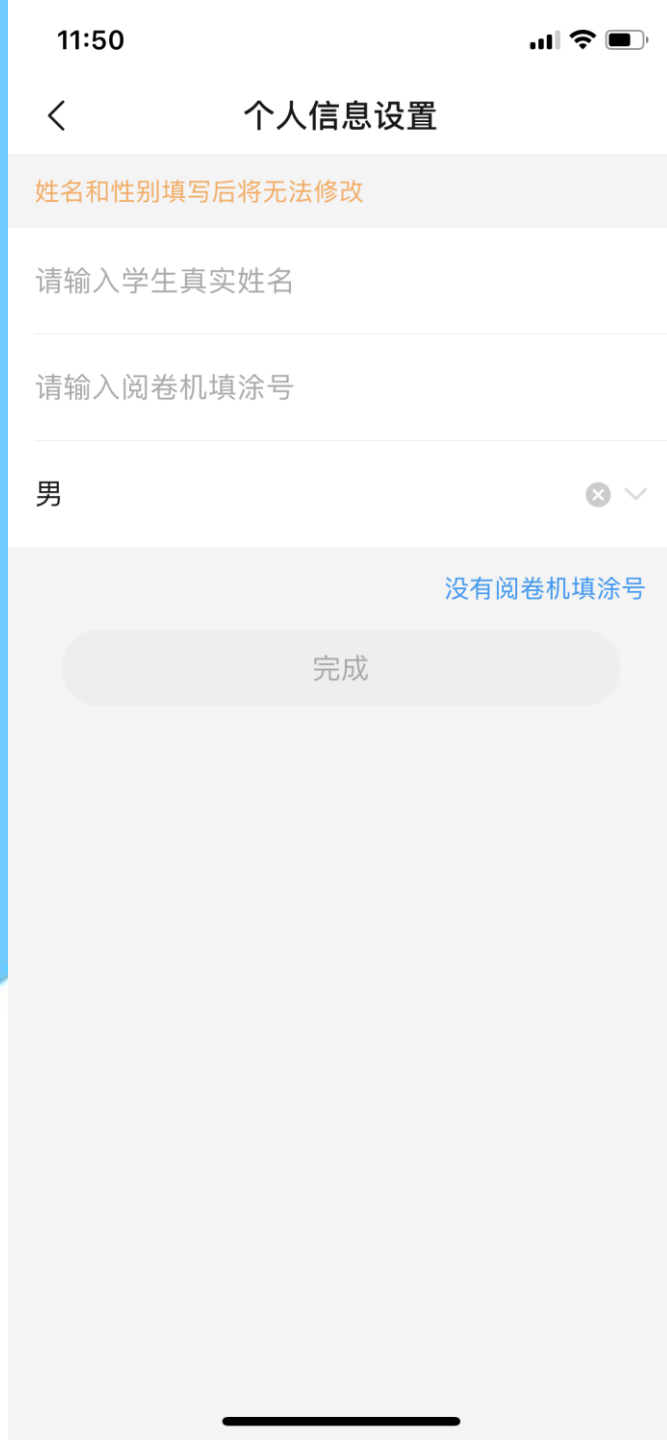 11:50
个人信息设置
姓名和性别填写后将无法修改
请输入学生真实姓名
请输入阅卷机填涂号
男
没有阅卷机填涂号
完成